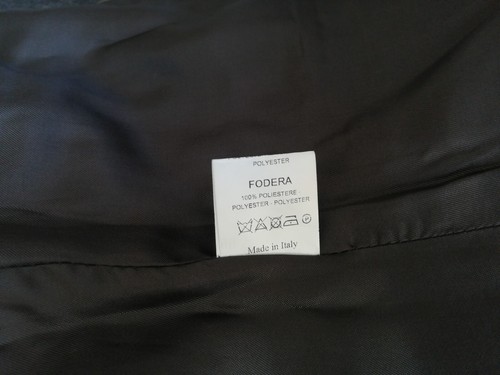 POLYESTER
FODERA
100% POLIESTERE
POLYESTER - POLYESTER
Made in Italy